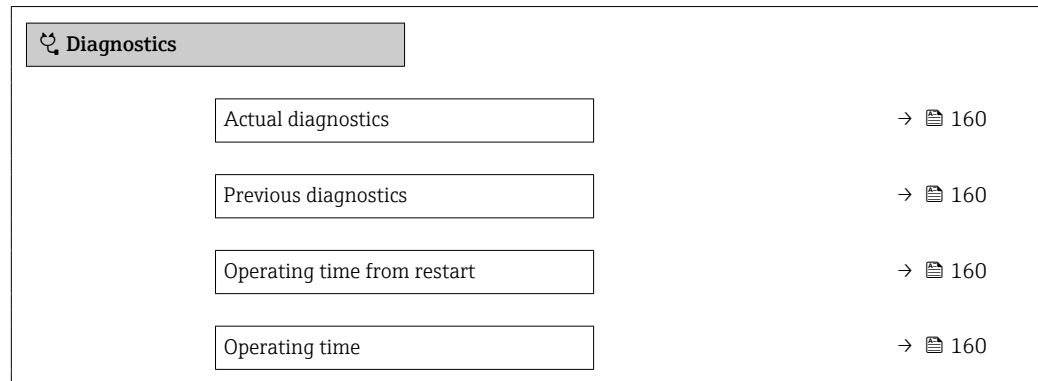 Diagnostics
Actual diagnostics → 160
Previous diagnostics → 160
Operating time from restart → 160
Operating time → 160